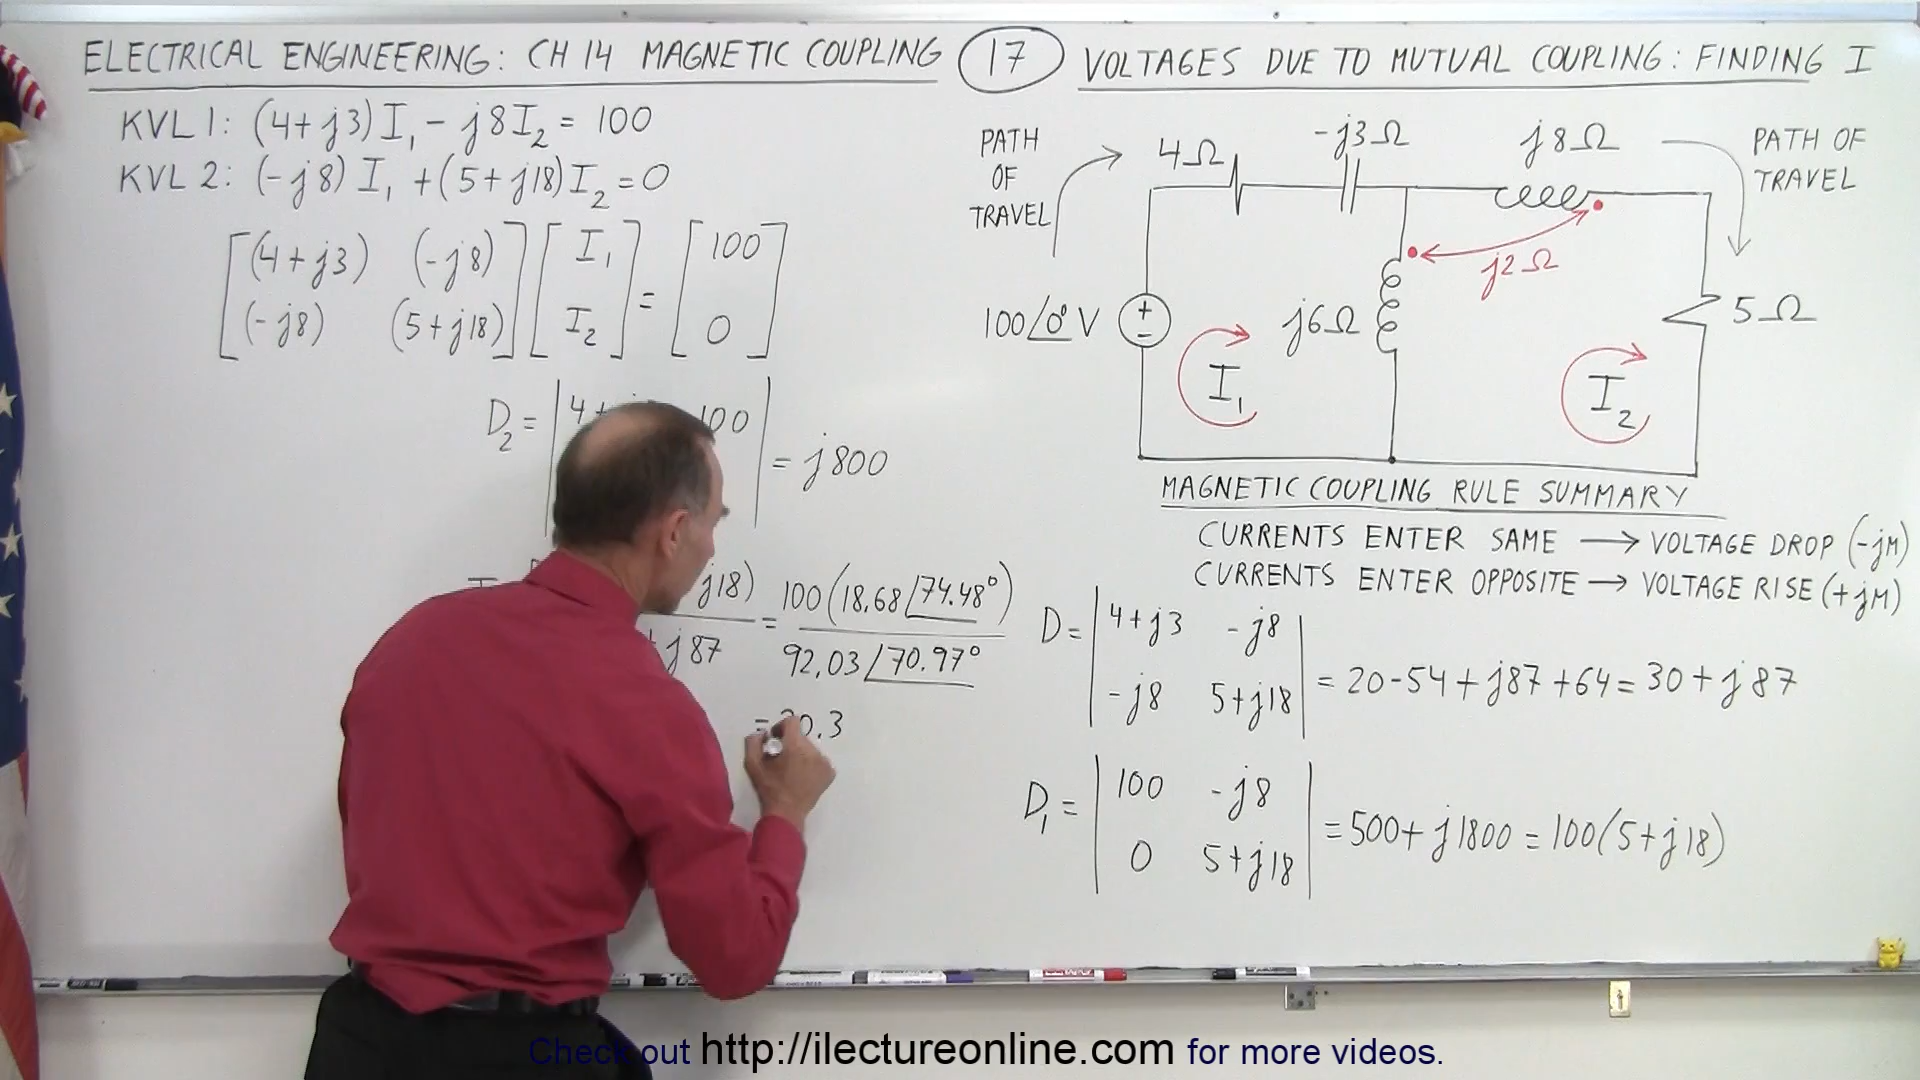 ELECTRICAL ENGINEERING: CH 14 MAGNETIC COUPLING 17 VOLTAGES DUE TO MUTUAL COUPLING: FINDING I
KVL 1: (4+j3)I₁ - j8I₂ = 100
KVL 2: (-j8)I₁ + (5+j18)I₂ = 0
[(4+j3) (-j8)] [I₁] = [100]
[(-j8) (5+j18)] [I₂] [0]
D₂ = | 4+ 100 | = j800
j18) = 100(18.68/74.48°)
j87 92.03/70.97°
= 20.3
PATH OF TRAVEL
4Ω
-j3Ω
j8Ω
PATH OF TRAVEL
j2Ω
100/0° V
+
-
j6Ω
5Ω
I₁
I₂
MAGNETIC COUPLING RULE SUMMARY
CURRENTS ENTER SAME → VOLTAGE DROP (-jM)
CURRENTS ENTER OPPOSITE → VOLTAGE RISE (+jM)
D = | 4+j3 -j8 |
| -j8 5+j18 | = 20-54+j87+64 = 30+j87
D₁ = | 100 -j8 |
| 0 5+j18 | = 500+j1800 = 100(5+j18)
Check out http://ilectureonline.com for more videos.